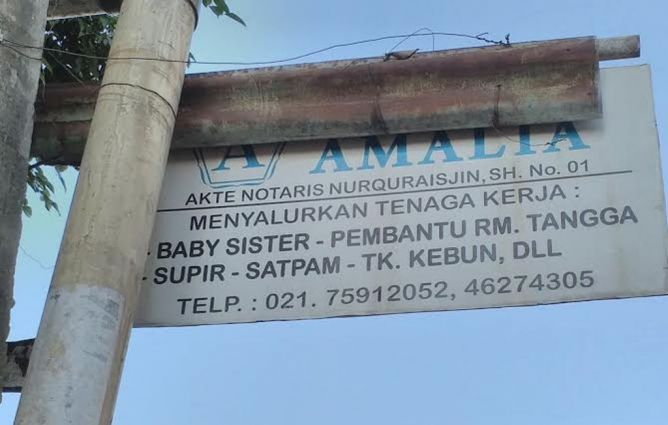 A AMALIA
AKTE NOTARIS NURQURAISJIN, SH. No. 01
MENYALURKAN TENAGA KERJA :
- BABY SISTER - PEMBANTU RM. TANGGA
- SUPIR - SATPAM - TK. KEBUN, DLL
TELP. : 021. 75912052, 46274305